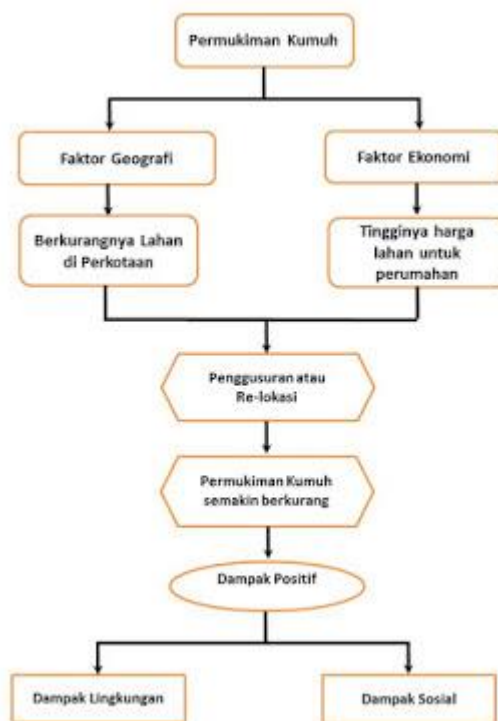 Permukiman Kumuh
Faktor Geografi
Faktor Ekonomi
Berkurangnya Lahan
di Perkotaan
Tingginya harga
lahan untuk
perumahan
Penggusuran atau
Re-lokasi
Permukiman Kumuh
semakin berkurang
Dampak Positif
Dampak Lingkungan
Dampak Sosial